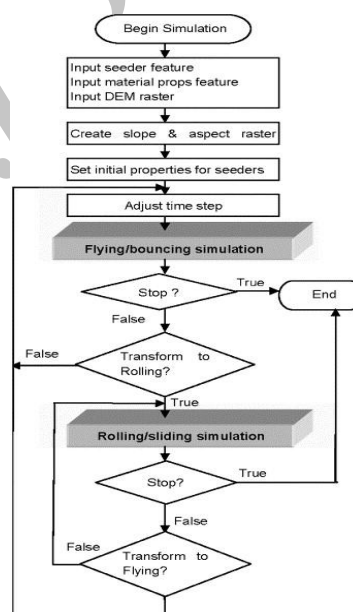 Begin Simulation
Input seeder feature
Input material props feature
Input DEM raster
Create slope & aspect raster
Set initial properties for seeders
Adjust time step
Flying/bouncing simulation
Stop ?
True
End
False
False
Transform to
Rolling?
True
Rolling/sliding simulation
Stop?
True
False
False
Transform to
Flying?